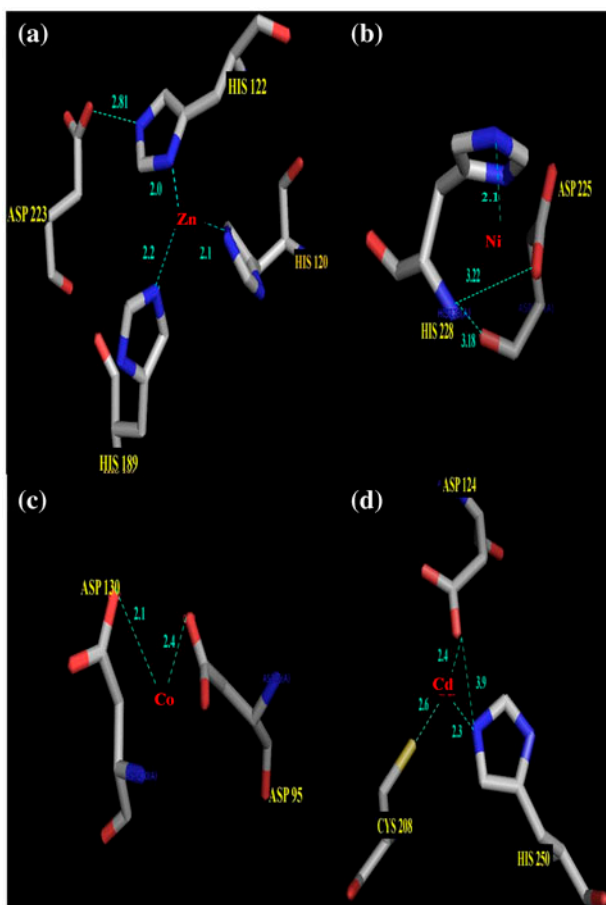 (a)
2.81
HIS 122
ASP 223
2.0
Zn
2.2
2.1
HIS 120
HIS 189
(b)
2.1
ASP 225
Ni
3.22
HIS 228
3.18
(c)
ASP 130
2.1
2.4
Co
ASP 95
(d)
ASP 124
2.4
Cd
3.9
2.6
2.3
CYS 208
HIS 250